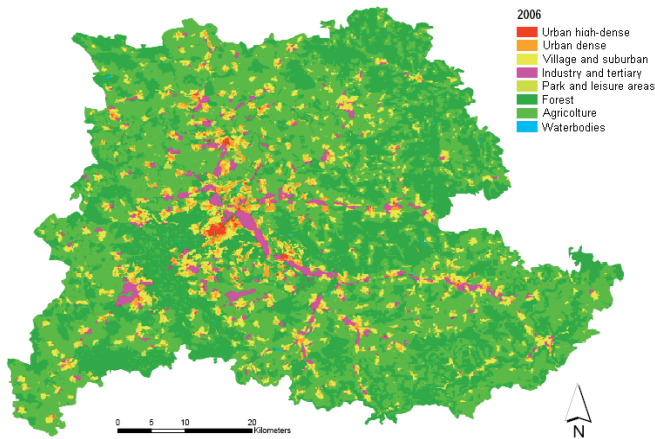 2006
Urban high-dense
Urban dense
Village and suburban
Industry and tertiary
Park and leisure areas
Forest
Agricolture
Waterbodies
0 5 10 20
Kilometers
N